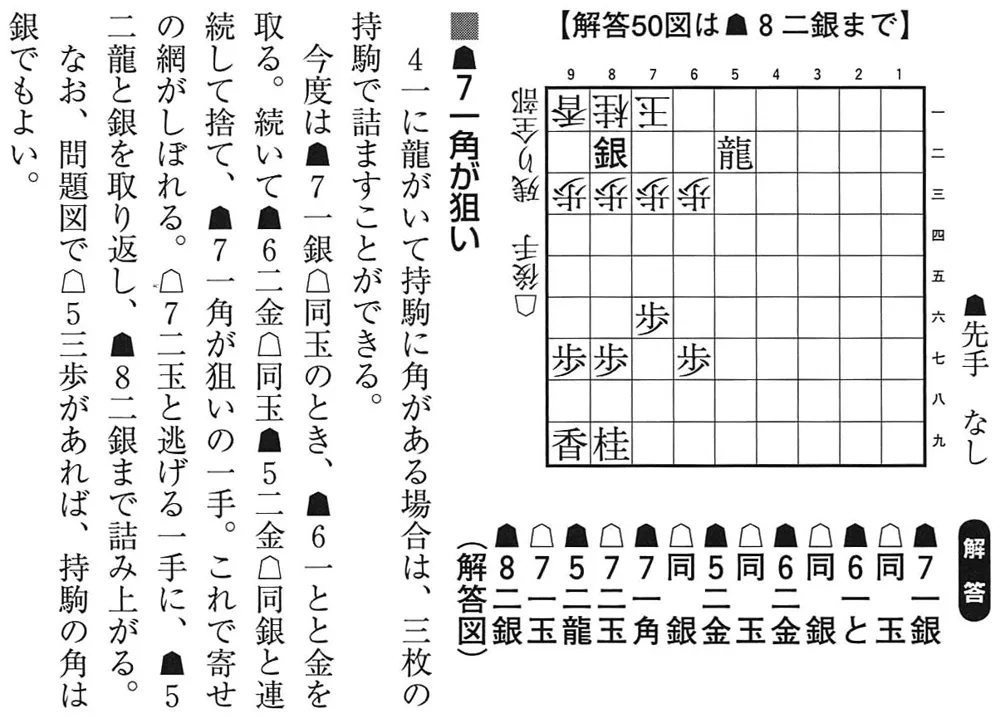 【解答50図は☗８二銀まで】
９ ８ ７ ６ ５ ４ ３ ２ １
香 桂 王 一
銀 龍 二
歩 歩 歩 歩 三
四
五
歩 六
歩 歩 歩 七
八
香 桂 九
☗先手 なし
☖後手 残り全部
解答
☗７一銀
☖同玉
☗６一と
☖同銀
☗６二金
☖同玉
☗５二金
☖同銀
☗７一角
☖７二玉
☗５二龍
☖７一玉
☗８二銀
（解答図）
■☗７一角が狙い
４一に龍がいて持駒に角がある場合は、三枚の
持駒で詰ますことができる。
今度は☗７一銀☖同玉のとき、☗６一とと金を
取る。続いて☗６二金☖同玉☗５二金☖同銀と連
続して捨て、☗７一角が狙いの一手。これで寄せ
の網がしぼれる。☖７二玉と逃げる一手に、☗５
二龍と銀を取り返し、☗８二銀まで詰み上がる。
なお、問題図で☖５三歩があれば、持駒の角は
銀でもよい。